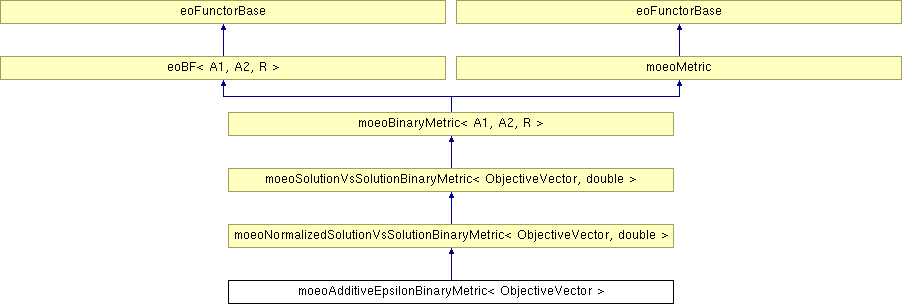 eoFunctorBase
eoFunctorBase
eoBF< A1, A2, R >
moeoMetric
moeoBinaryMetric< A1, A2, R >
moeoSolutionVsSolutionBinaryMetric< ObjectiveVector, double >
moeoNormalizedSolutionVsSolutionBinaryMetric< ObjectiveVector, double >
moeoAdditiveEpsilonBinaryMetric< ObjectiveVector >